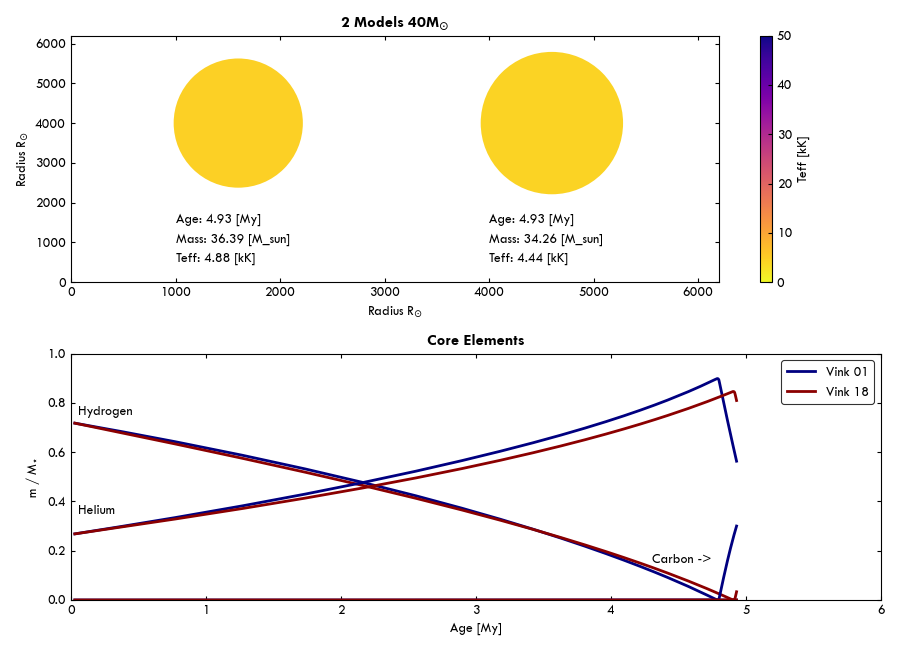 2 Models 40M☉
6000
5000
4000
3000
2000
1000
0
Radius R☉
Age: 4.93 [My]
Mass: 36.39 [M_sun]
Teff: 4.88 [kK]
Age: 4.93 [My]
Mass: 34.26 [M_sun]
Teff: 4.44 [kK]
0 1000 2000 3000 4000 5000 6000
Radius R☉
50
40
30
20
10
0
Teff [kK]
Core Elements
1.0
0.8
0.6
0.4
0.2
0.0
m / M⋆
Vink 01
Vink 18
Hydrogen
Helium
Carbon ->
0 1 2 3 4 5 6
Age [My]